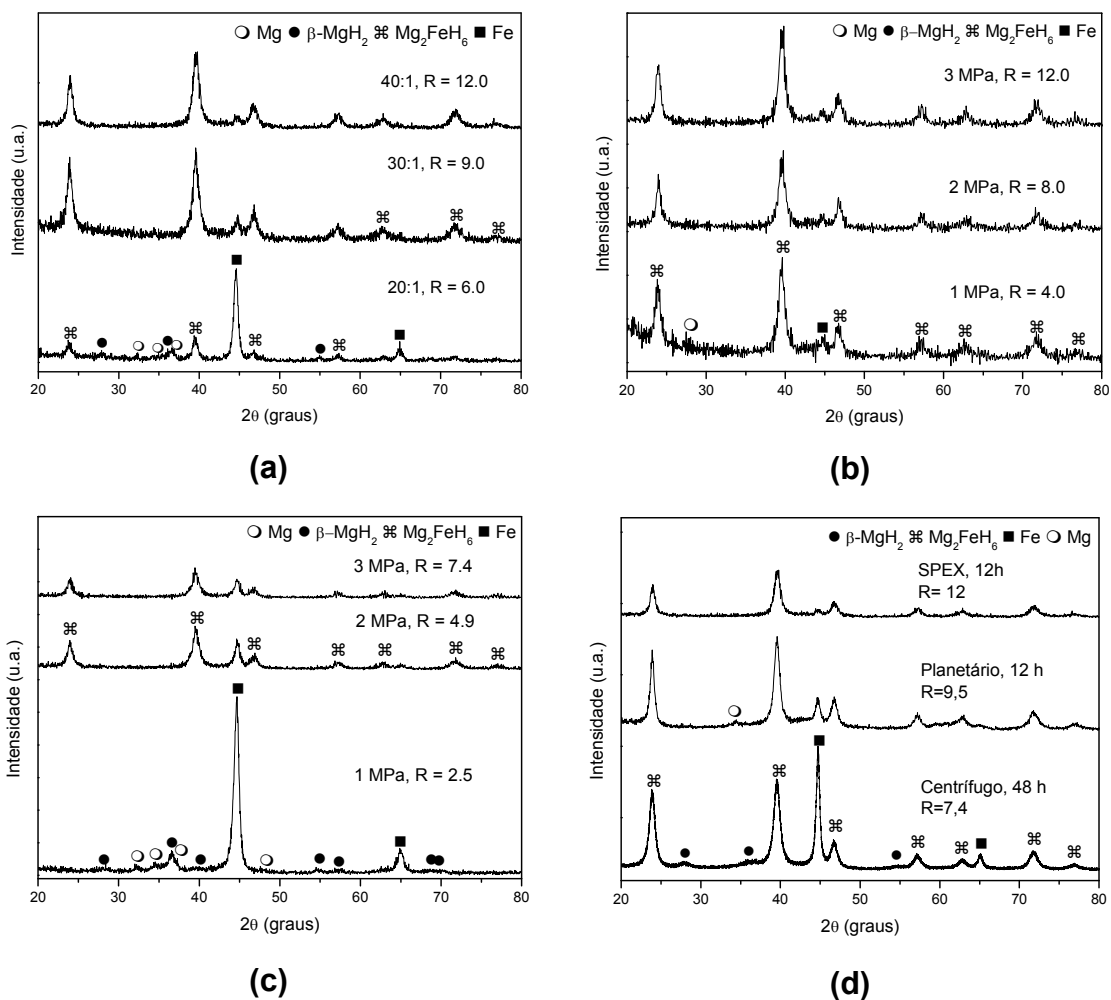 ○ Mg ● β-MgH₂ ⌘ Mg₂FeH₆ ■ Fe
40:1, R = 12.0
30:1, R = 9.0
20:1, R = 6.0
Intensidade (u.a.)
20 30 40 50 60 70 80
2θ (graus)
(a)
○ Mg ● β–MgH₂ ⌘ Mg₂FeH₆ ■ Fe
3 MPa, R = 12.0
2 MPa, R = 8.0
1 MPa, R = 4.0
Intensidade (u.a.)
20 30 40 50 60 70 80
2θ (graus)
(b)
○ Mg ● β–MgH₂ ⌘ Mg₂FeH₆ ■ Fe
3 MPa, R = 7.4
2 MPa, R = 4.9
1 MPa, R = 2.5
Intensidade (u.a.)
20 30 40 50 60 70 80
2θ (graus)
(c)
● β-MgH₂ ⌘ Mg₂FeH₆ ■ Fe ○ Mg
SPEX, 12h
R= 12
Planetário, 12 h
R=9,5
Centrífugo, 48 h
R=7,4
Intensidade (u.a.)
20 30 40 50 60 70 80
2θ (graus)
(d)